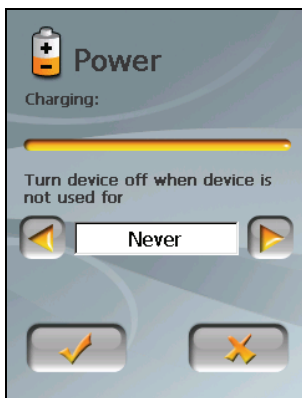 Power
Charging:
Turn device off when device is
not used for
Never